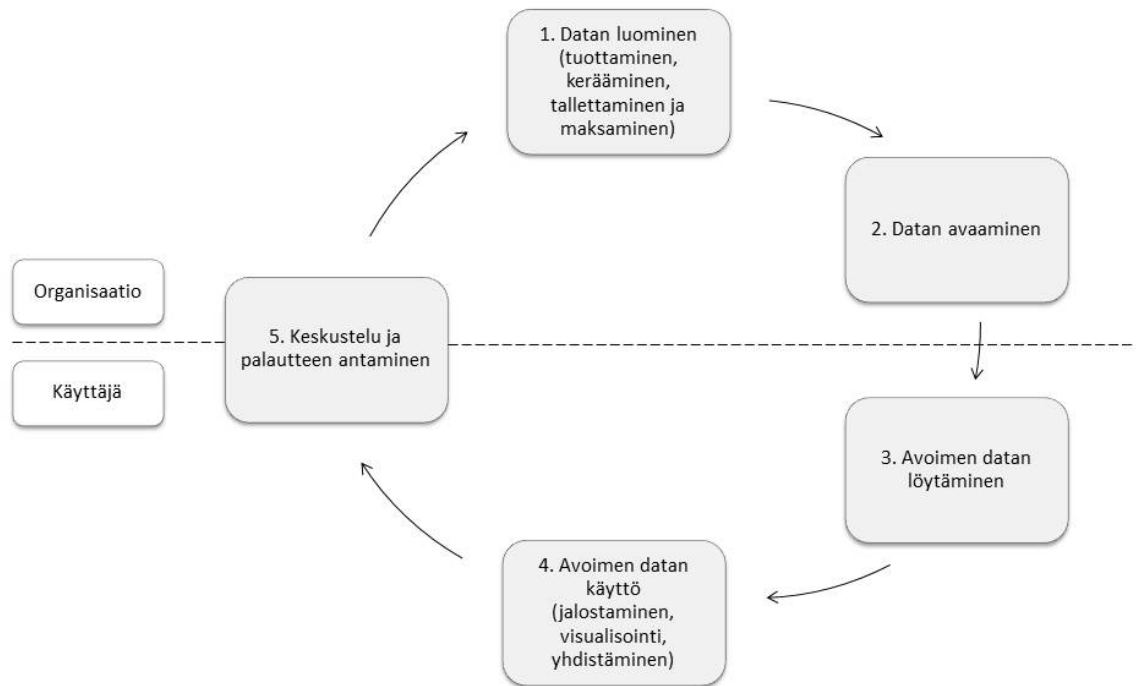 1. Datan luominen
(tuottaminen,
kerääminen,
tallettaminen ja
maksaminen)
2. Datan avaaminen
Organisaatio
5. Keskustelu ja
palautteen antaminen
Käyttäjä
3. Avoimen datan
löytäminen
4. Avoimen datan
käyttö
(jalostaminen,
visualisointi,
yhdistäminen)